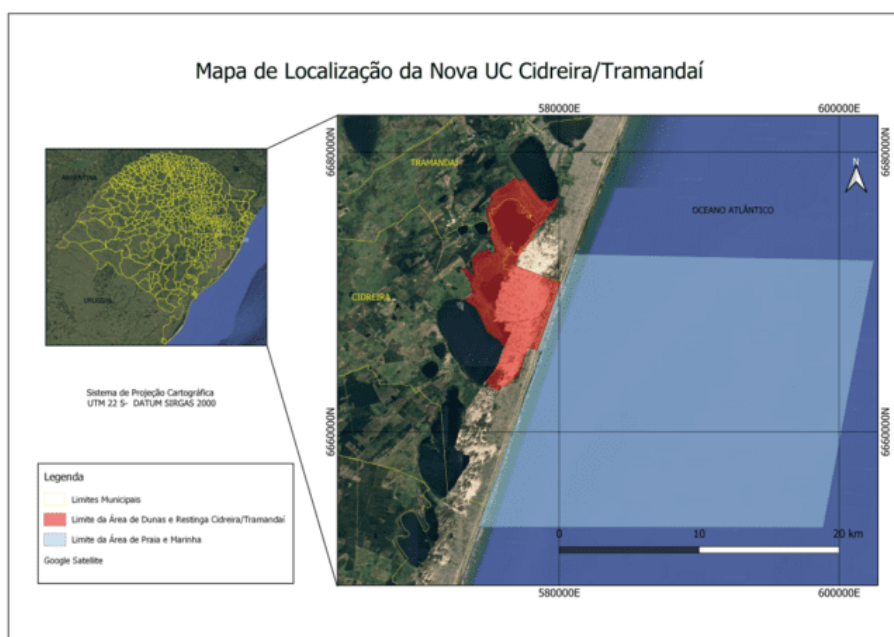 Mapa de Localização da Nova UC Cidreira/Tramandaí
580000E
600000E
6680000N
6680000N
ARGENTINA
TRAMANDAÍ
N
OCEANO ATLÂNTICO
CIDREIRA
URUGUAI
Sistema de Projeção Cartográfica
UTM 22 S- DATUM SIRGAS 2000
6660000N
6660000N
Legenda
Limites Municipais
Limite da Área de Dunas e Restinga Cidreira/Tramandaí
Limite da Área de Praia e Marinha
Google Satellite
0
10
20 km
580000E
600000E